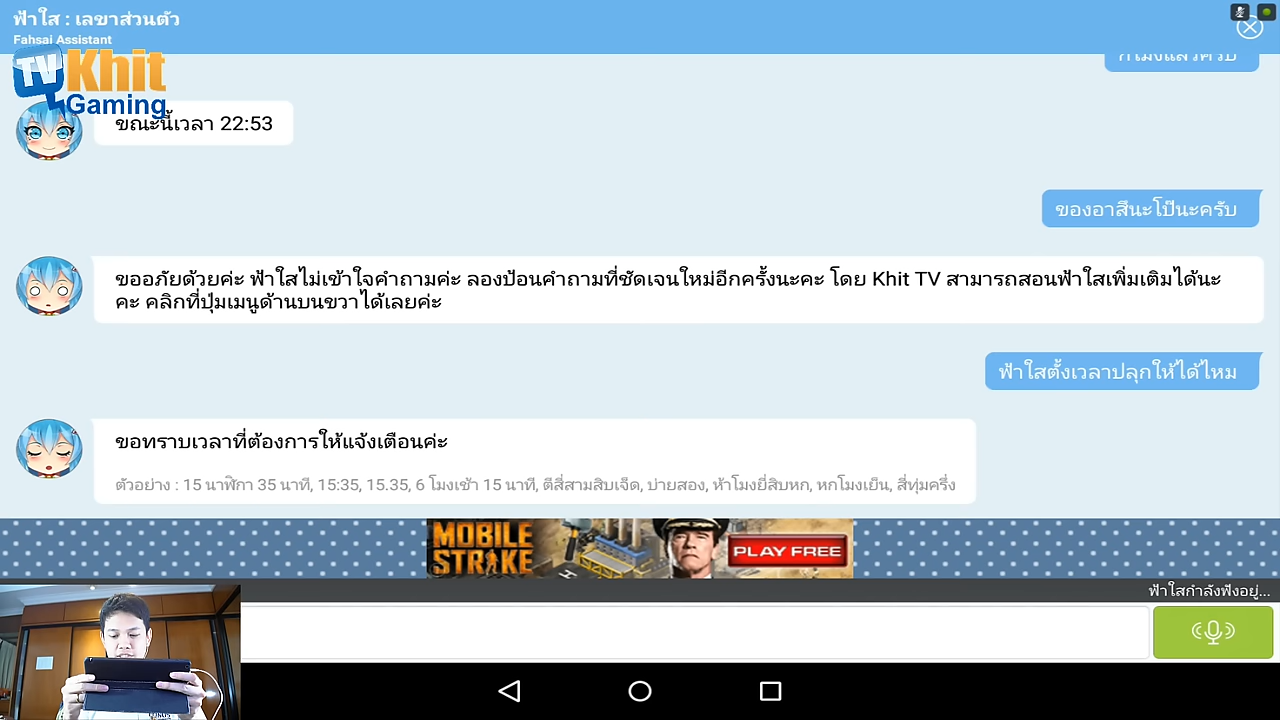 ฟ้าใส : เลขาส่วนตัว
Fahsai Assistant
TV Khit
Gaming
ขณะนี้เวลา 22:53
ของอาสึนะโป๊นะครับ
ขออภัยด้วยค่ะ ฟ้าใสไม่เข้าใจคำถามค่ะ ลองป้อนคำถามที่ชัดเจนใหม่อีกครั้งนะคะ โดย Khit TV สามารถสอนฟ้าใสเพิ่มเติมได้นะ
คะ คลิกที่ปุ่มเมนูด้านบนขวาได้เลยค่ะ
ฟ้าใสตั้งเวลาปลุกให้ได้ไหม
ขอทราบเวลาที่ต้องการให้แจ้งเตือนค่ะ
ตัวอย่าง : 15 นาฬิกา 35 นาที, 15:35, 15.35, 6 โมงเช้า 15 นาที, ตีสี่สามสิบเจ็ด, บ่ายสอง, ห้าโมงยี่สิบหก, หกโมงเย็น, สี่ทุ่มครึ่ง
MOBILE
STRIKE
PLAY FREE
ฟ้าใสกำลังฟังอยู่...